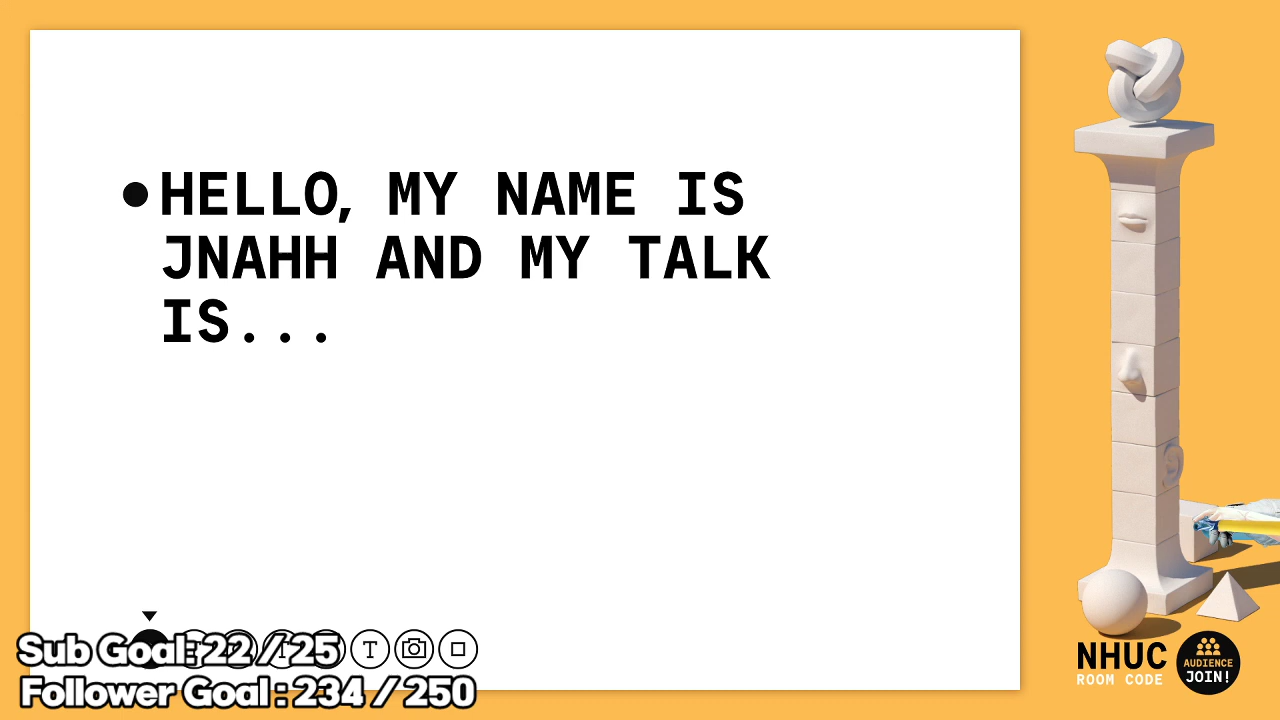 HELLO, MY NAME IS
JNAHH AND MY TALK
IS...
Sub Goal: 22 / 25
Follower Goal : 234 / 250
T
NHUC
ROOM CODE
AUDIENCE
JOIN!